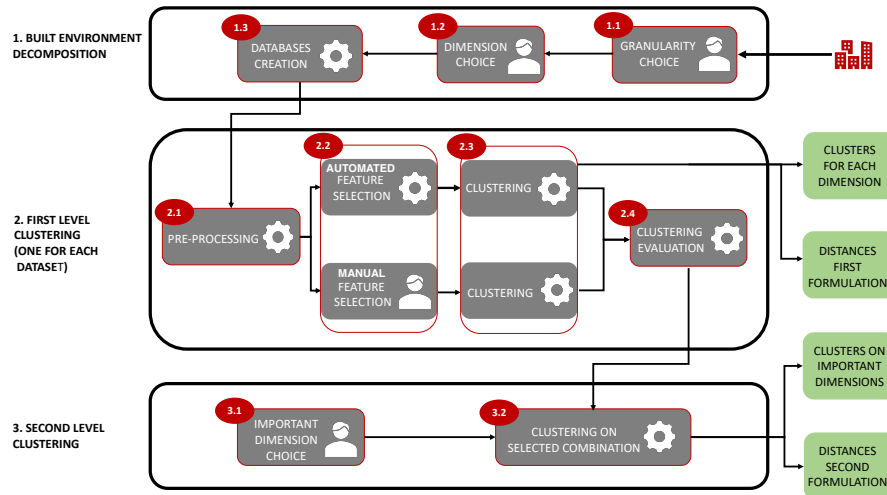 1. BUILT ENVIRONMENT
DECOMPOSITION
1.3
DATABASES
CREATION
1.2
DIMENSION
CHOICE
1.1
GRANULARITY
CHOICE
2. FIRST LEVEL
CLUSTERING
(ONE FOR EACH
DATASET)
2.1
PRE-PROCESSING
2.2
AUTOMATED
FEATURE
SELECTION
MANUAL
FEATURE
SELECTION
2.3
CLUSTERING
CLUSTERING
2.4
CLUSTERING
EVALUATION
CLUSTERS
FOR EACH
DIMENSION
DISTANCES
FIRST
FORMULATION
3. SECOND LEVEL
CLUSTERING
3.1
IMPORTANT
DIMENSION
CHOICE
3.2
CLUSTERING ON
SELECTED COMBINATION
CLUSTERS ON
IMPORTANT
DIMENSIONS
DISTANCES
SECOND
FORMULATION